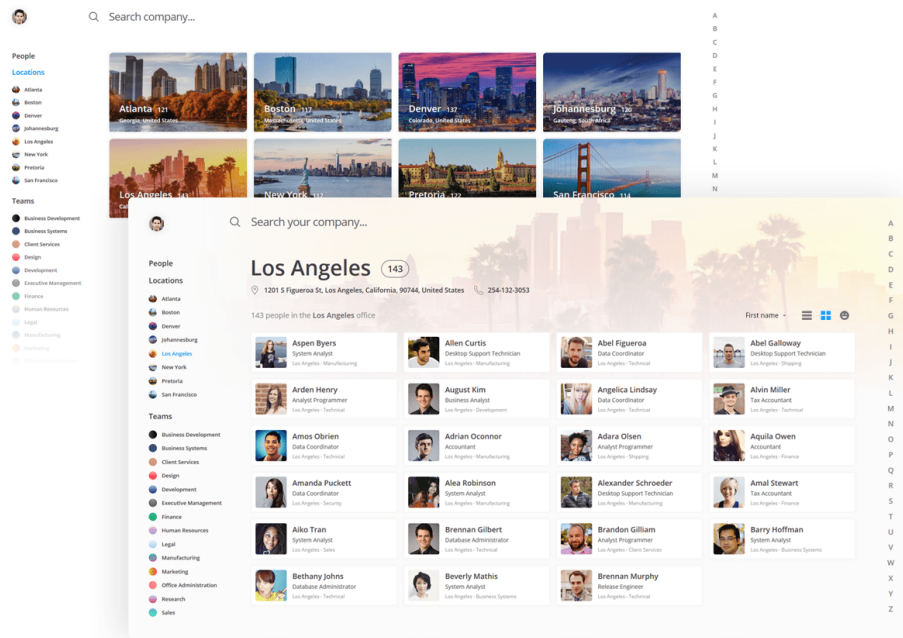 Search company...
People
Locations
Atlanta
Boston
Denver
Johannesburg
Los Angeles
New York
Pretoria
San Francisco
Teams
Business Development
Business Systems
Client Services
Design
Development
Executive Management
Finance
Human Resources
Legal
Manufacturing
Marketing
Atlanta 121
Georgia, United States
Boston 117
Massachusetts, United States
Denver 137
Colorado, United States
Johannesburg 120
Gauteng, South Africa
Los Angeles 143
New York
Pretoria 122
San Francisco 114
A
B
C
D
E
F
G
H
I
J
K
L
M
N
Search your company...
People
Locations
Atlanta
Boston
Denver
Johannesburg
Los Angeles
New York
Pretoria
San Francisco
Teams
Business Development
Business Systems
Client Services
Design
Development
Executive Management
Finance
Human Resources
Legal
Manufacturing
Marketing
Office Administration
Research
Sales
Los Angeles 143
1201 S Figueroa St, Los Angeles, California, 90744, United States 254-132-3053
143 people in the Los Angeles office
First name
Aspen Byers
System Analyst
Los Angeles - Manufacturing
Allen Curtis
Desktop Support Technician
Los Angeles - Technical
Abel Figueroa
Data Coordinator
Los Angeles - Technical
Abel Galloway
Desktop Support Technician
Los Angeles - Shipping
Arden Henry
Analyst Programmer
Los Angeles - Technical
August Kim
Business Analyst
Los Angeles - Development
Angelica Lindsay
Data Coordinator
Los Angeles - Technical
Alvin Miller
Tax Accountant
Los Angeles - Technical
Amos Obrien
Data Coordinator
Los Angeles - Technical
Adrian Oconnor
Accountant
Los Angeles - Manufacturing
Adara Olsen
Analyst Programmer
Los Angeles - Shipping
Aquila Owen
Accountant
Los Angeles - Finance
Amanda Puckett
Data Coordinator
Los Angeles - Security
Alea Robinson
System Analyst
Los Angeles - Manufacturing
Alexander Schroeder
Desktop Support Technician
Los Angeles - Manufacturing
Amal Stewart
Tax Accountant
Los Angeles - Finance
Aiko Tran
System Analyst
Los Angeles - Sales
Brennan Gilbert
Database Administrator
Los Angeles - Technical
Brandon Gilliam
Analyst Programmer
Los Angeles - Client Services
Barry Hoffman
System Analyst
Los Angeles - Business Systems
Bethany Johns
Database Administrator
Los Angeles - Technical
Beverly Mathis
System Analyst
Los Angeles - Business Systems
Brennan Murphy
Release Engineer
Los Angeles - Technical
A
B
C
D
E
F
G
H
I
J
K
L
M
N
O
P
Q
R
S
T
U
V
W
X
Y
Z